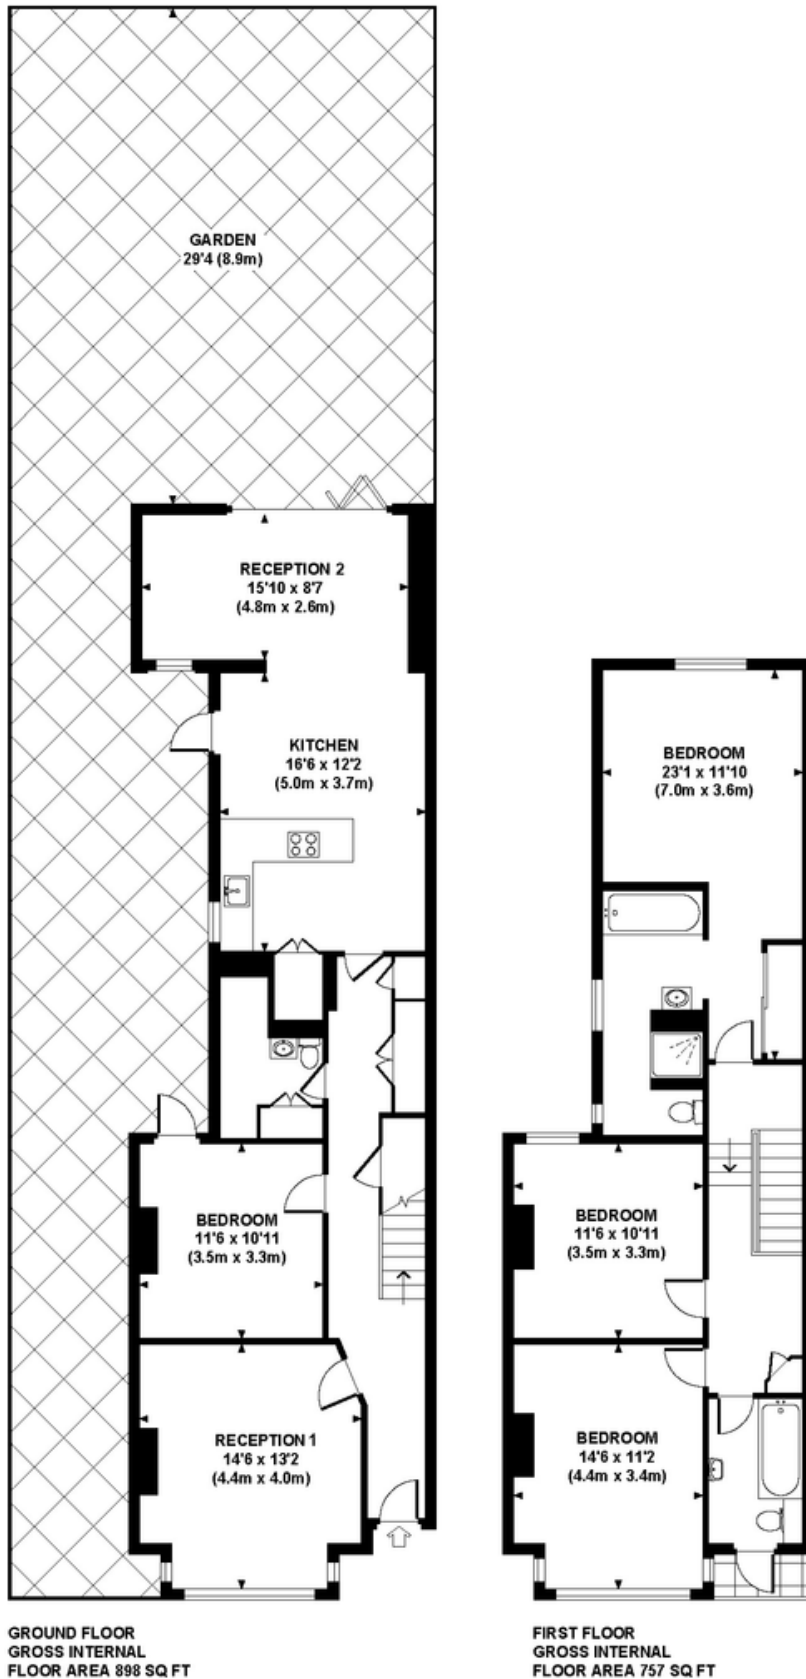 GARDEN
29'4 (8.9m)
RECEPTION 2
15'10 x 8'7
(4.8m x 2.6m)
KITCHEN
16'6 x 12'2
(5.0m x 3.7m)
BEDROOM
11'6 x 10'11
(3.5m x 3.3m)
RECEPTION 1
14'6 x 13'2
(4.4m x 4.0m)
GROUND FLOOR
GROSS INTERNAL
FLOOR AREA 898 SQ FT
BEDROOM
23'1 x 11'10
(7.0m x 3.6m)
BEDROOM
11'6 x 10'11
(3.5m x 3.3m)
BEDROOM
14'6 x 11'2
(4.4m x 3.4m)
FIRST FLOOR
GROSS INTERNAL
FLOOR AREA 757 SQ FT